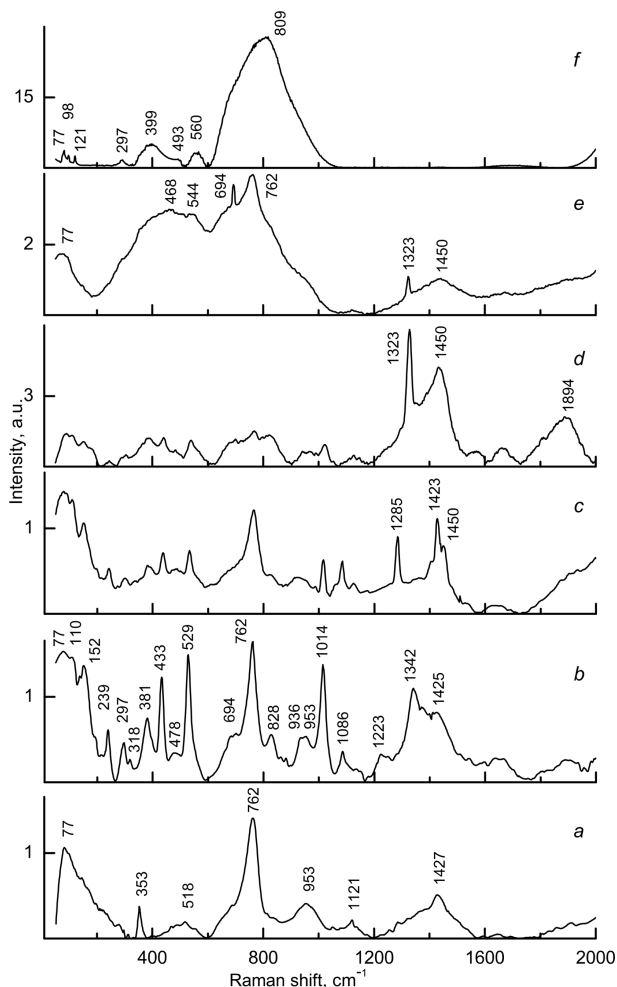 809
f
15
77 98 121 297 399 493 560
e
2
77 468 544 694 762 1323 1450
d
3
1323 1450 1894
c
1
1285 1423 1450
b
1
77 110 152 239 297 318 381 433 478 529 694 762 828 936 953 1014 1086 1223 1342 1425
a
1
77 353 518 762 953 1121 1427
400 800 1200 1600 2000
Raman shift, cm⁻¹
Intensity, a.u.